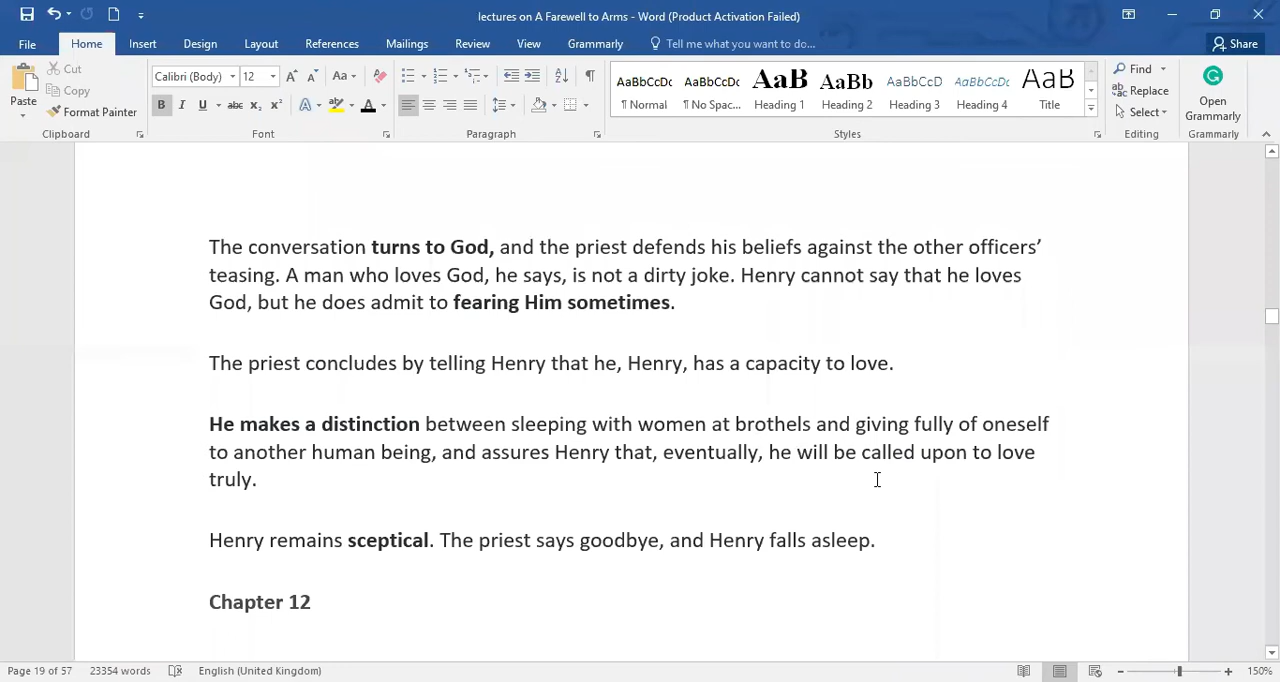 lectures on A Farewell to Arms - Word (Product Activation Failed)
File Home Insert Design Layout References Mailings Review View Grammarly Tell me what you want to do... Share
Cut
Copy
Format Painter
Paste
Clipboard
Calibri (Body) 12 Aa
B I U abc x₂ x² A A
Font
Paragraph
AaBbCcDc AaBbCcDc AaB AaBb AaBbCcD AaBbCcD AaB
¶ Normal ¶ No Spac... Heading 1 Heading 2 Heading 3 Heading 4 Title
Styles
Find
Replace
Select
Editing
Open
Grammarly
Grammarly
The conversation turns to God, and the priest defends his beliefs against the other officers’
teasing. A man who loves God, he says, is not a dirty joke. Henry cannot say that he loves
God, but he does admit to fearing Him sometimes.
The priest concludes by telling Henry that he, Henry, has a capacity to love.
He makes a distinction between sleeping with women at brothels and giving fully of oneself
to another human being, and assures Henry that, eventually, he will be called upon to love
truly.
Henry remains sceptical. The priest says goodbye, and Henry falls asleep.
Chapter 12
Page 19 of 57 23354 words English (United Kingdom) 150%